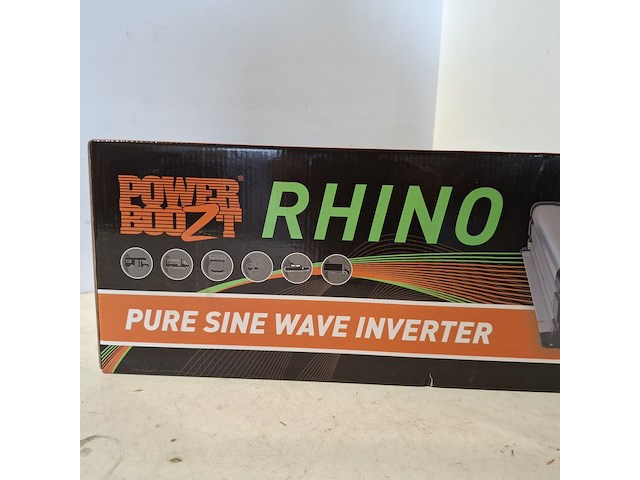 POWER
BOOZT®
RHINO
PURE SINE WAVE INVERTER